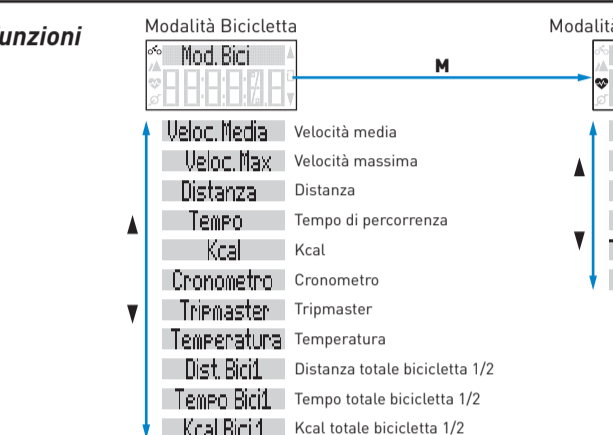 unzioni
Modalità Bicicletta
Modalità
Mod. Bici
M
Veloc. Media Velocità media
Veloc. Max Velocità massima
Distanza Distanza
Tempo Tempo di percorrenza
Kcal Kcal
Cronometro Cronometro
Tripmaster Tripmaster
Temperatura Temperatura
Dist. Bici1 Distanza totale bicicletta 1/2
Tempo Bici1 Tempo totale bicicletta 1/2
Kcal Bici1 Kcal totale bicicletta 1/2